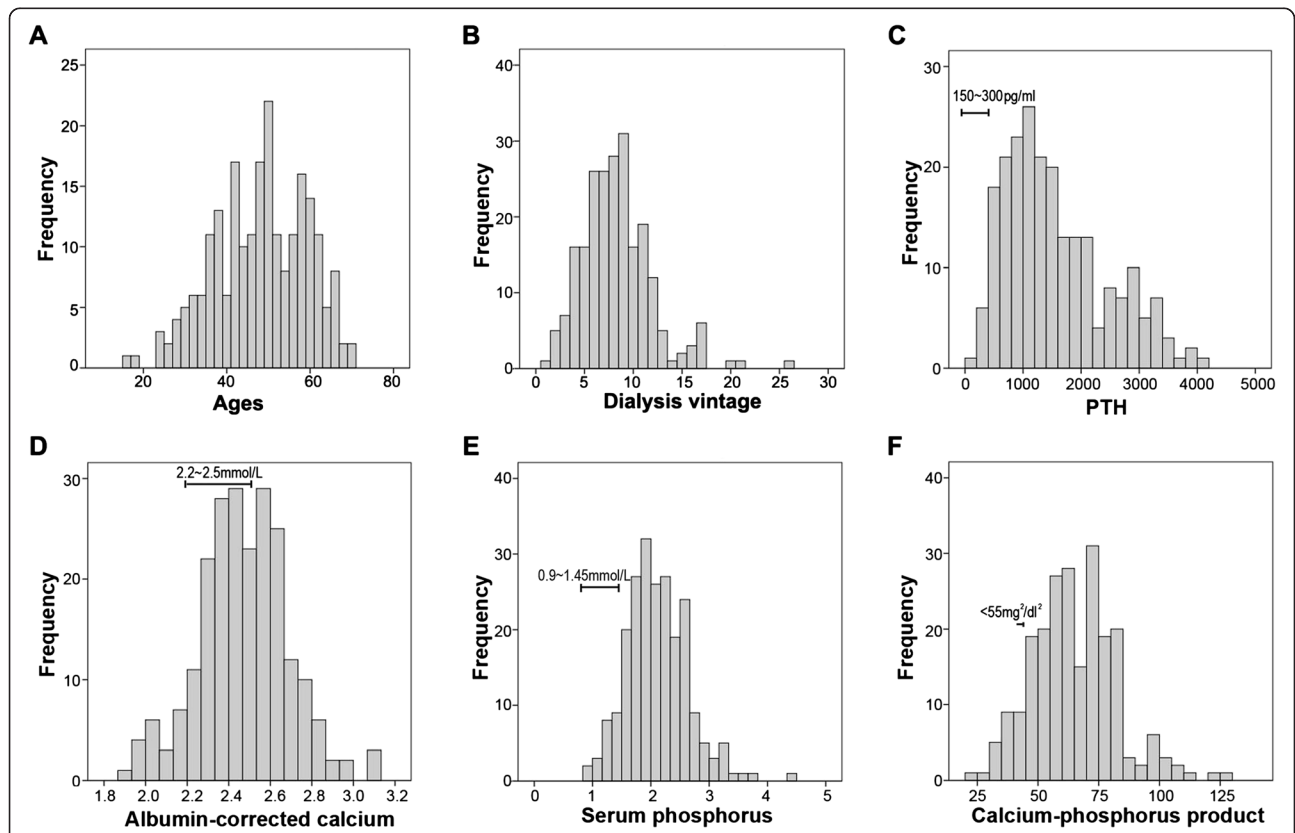 A
Frequency
25
20
15
10
5
0
20 40 60 80
Ages
B
Frequency
40
30
20
10
0
0 5 10 15 20 25 30
Dialysis vintage
C
Frequency
30
20
10
0
150~300pg/ml
0 1000 2000 3000 4000 5000
PTH
D
Frequency
30
20
10
0
2.2~2.5mmol/L
1.8 2.0 2.2 2.4 2.6 2.8 3.0 3.2
Albumin-corrected calcium
E
Frequency
40
30
20
10
0
0.9~1.45mmol/L
0 1 2 3 4 5
Serum phosphorus
F
Frequency
40
30
20
10
0
<55mg²/dl²
25 50 75 100 125
Calcium-phosphorus product